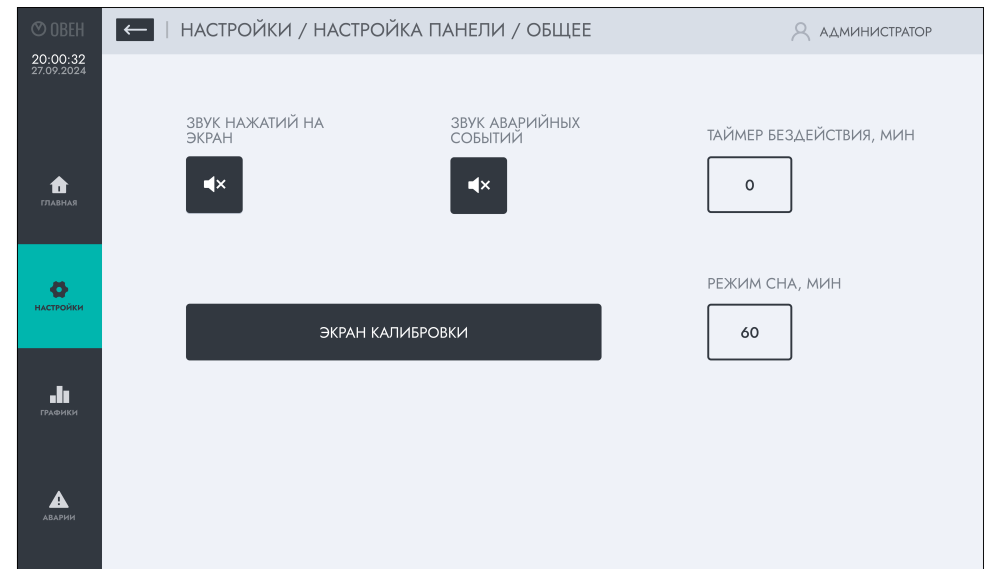 ОВЕН
20:00:32
27.09.2024
НАСТРОЙКИ / НАСТРОЙКА ПАНЕЛИ / ОБЩЕЕ
АДМИНИСТРАТОР
ГЛАВНАЯ
НАСТРОЙКИ
ГРАФИКИ
АВАРИИ
ЗВУК НАЖАТИЙ НА
ЭКРАН
ЗВУК АВАРИЙНЫХ
СОБЫТИЙ
ТАЙМЕР БЕЗДЕЙСТВИЯ, МИН
0
ЭКРАН КАЛИБРОВКИ
РЕЖИМ СНА, МИН
60